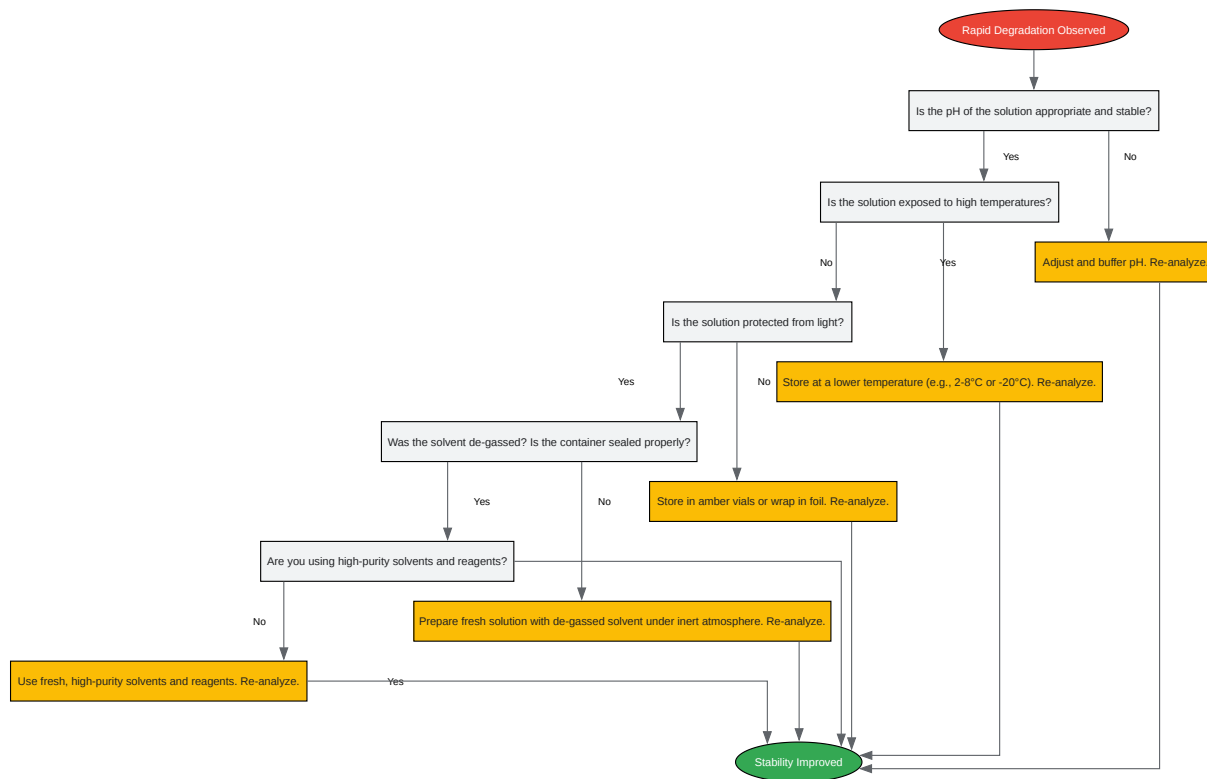 Rapid Degradation Observed
Is the pH of the solution appropriate and stable?
Yes
No
Is the solution exposed to high temperatures?
No
Yes
Adjust and buffer pH. Re-analyze.
Is the solution protected from light?
Yes
No
Store at a lower temperature (e.g., 2-8°C or -20°C). Re-analyze.
Was the solvent de-gassed? Is the container sealed properly?
Yes
No
Store in amber vials or wrap in foil. Re-analyze.
Are you using high-purity solvents and reagents?
No
Prepare fresh solution with de-gassed solvent under inert atmosphere. Re-analyze.
Use fresh, high-purity solvents and reagents. Re-analyze.
Yes
Stability Improved